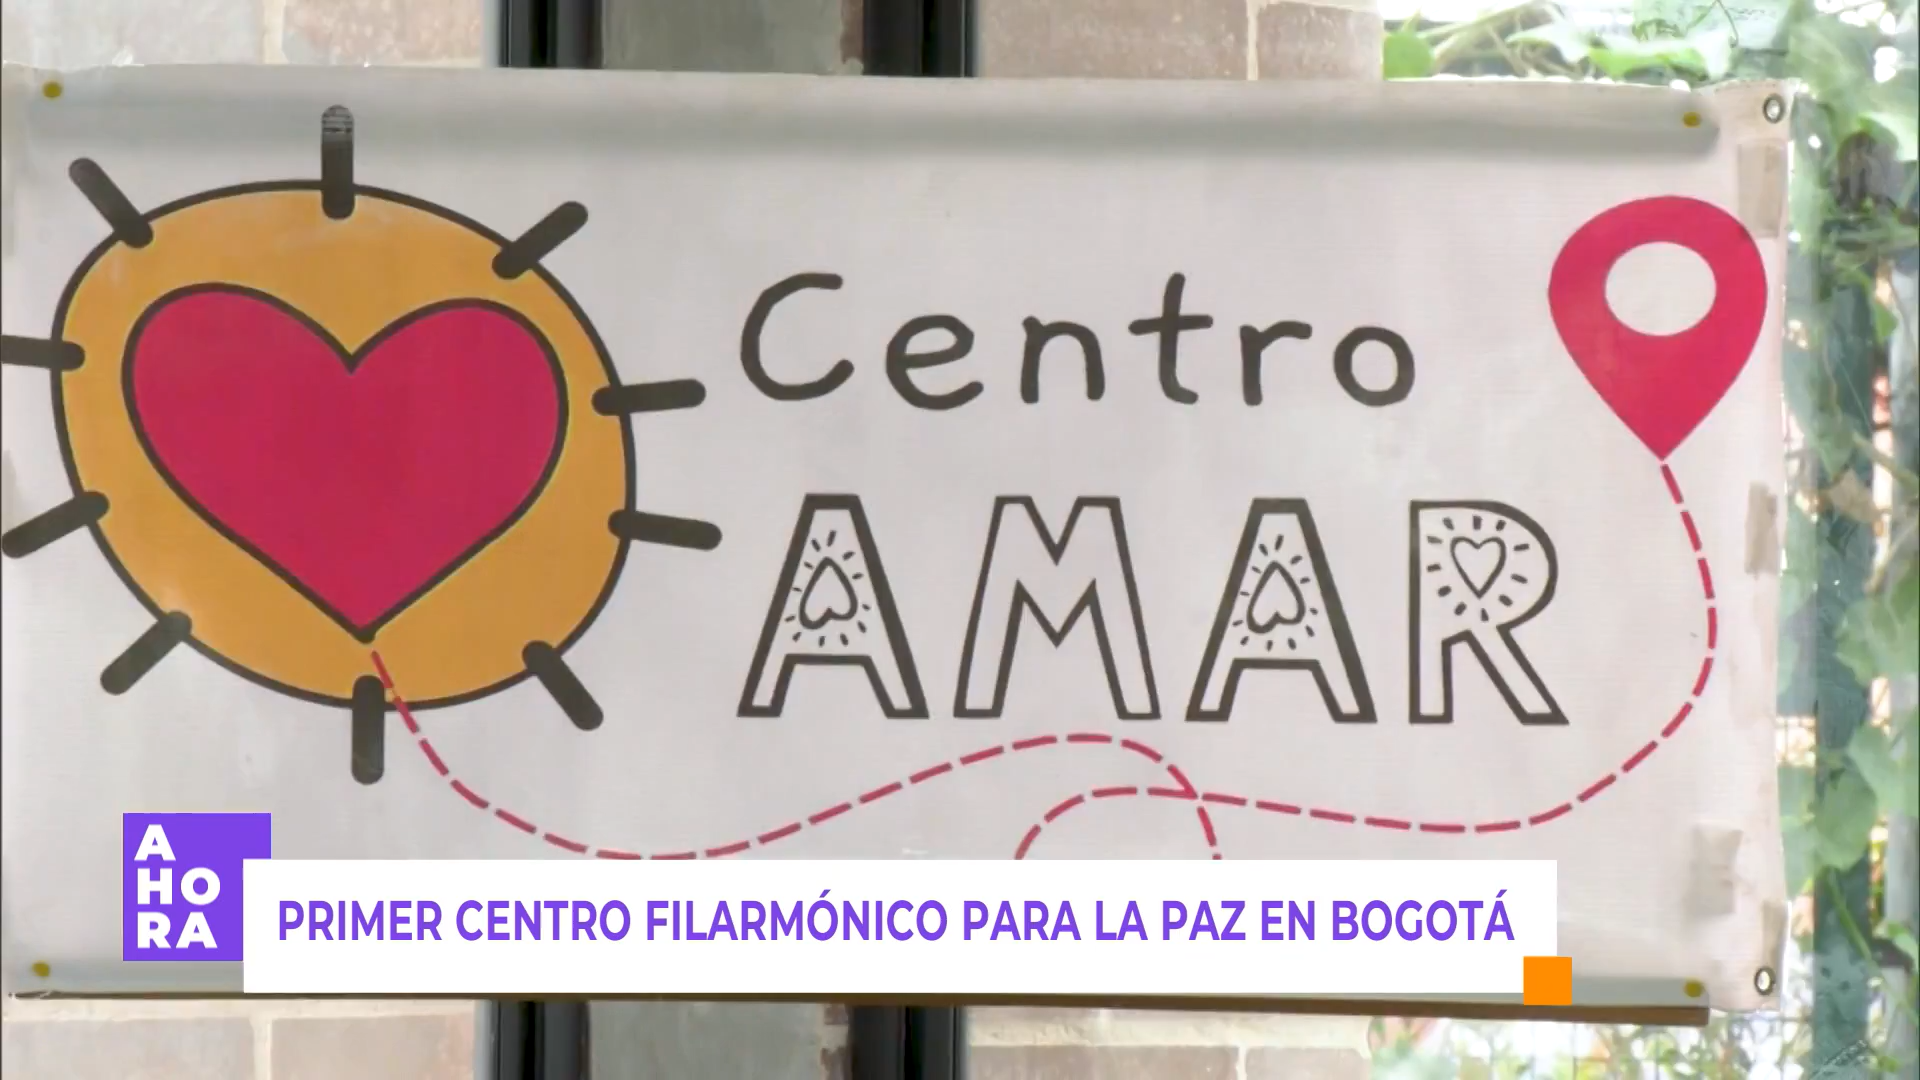 Centro
AMAR
A
HO
RA
PRIMER CENTRO FILARMÓNICO PARA LA PAZ EN BOGOTÁ